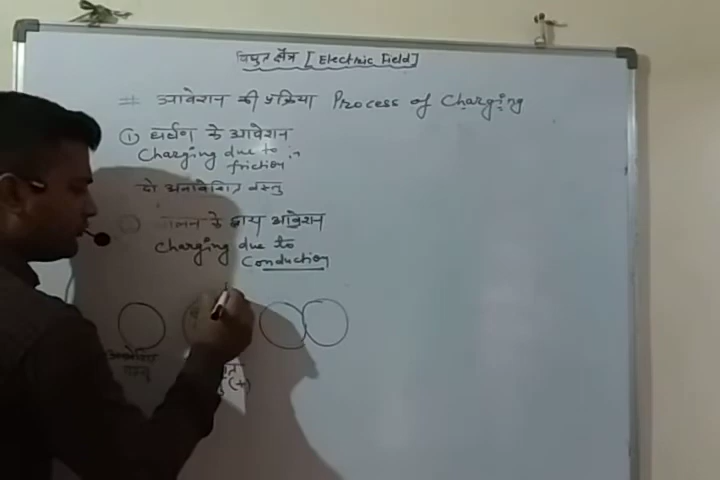 विद्युत क्षेत्र [Electric Field]
# आवेशन की प्रक्रिया Process of Charging
① घर्षण के आवेशन
Charging due to
friction
दो अनावेशित वस्तु
चालन के द्वारा आवेशन
Charging due to
Conduction
(+)